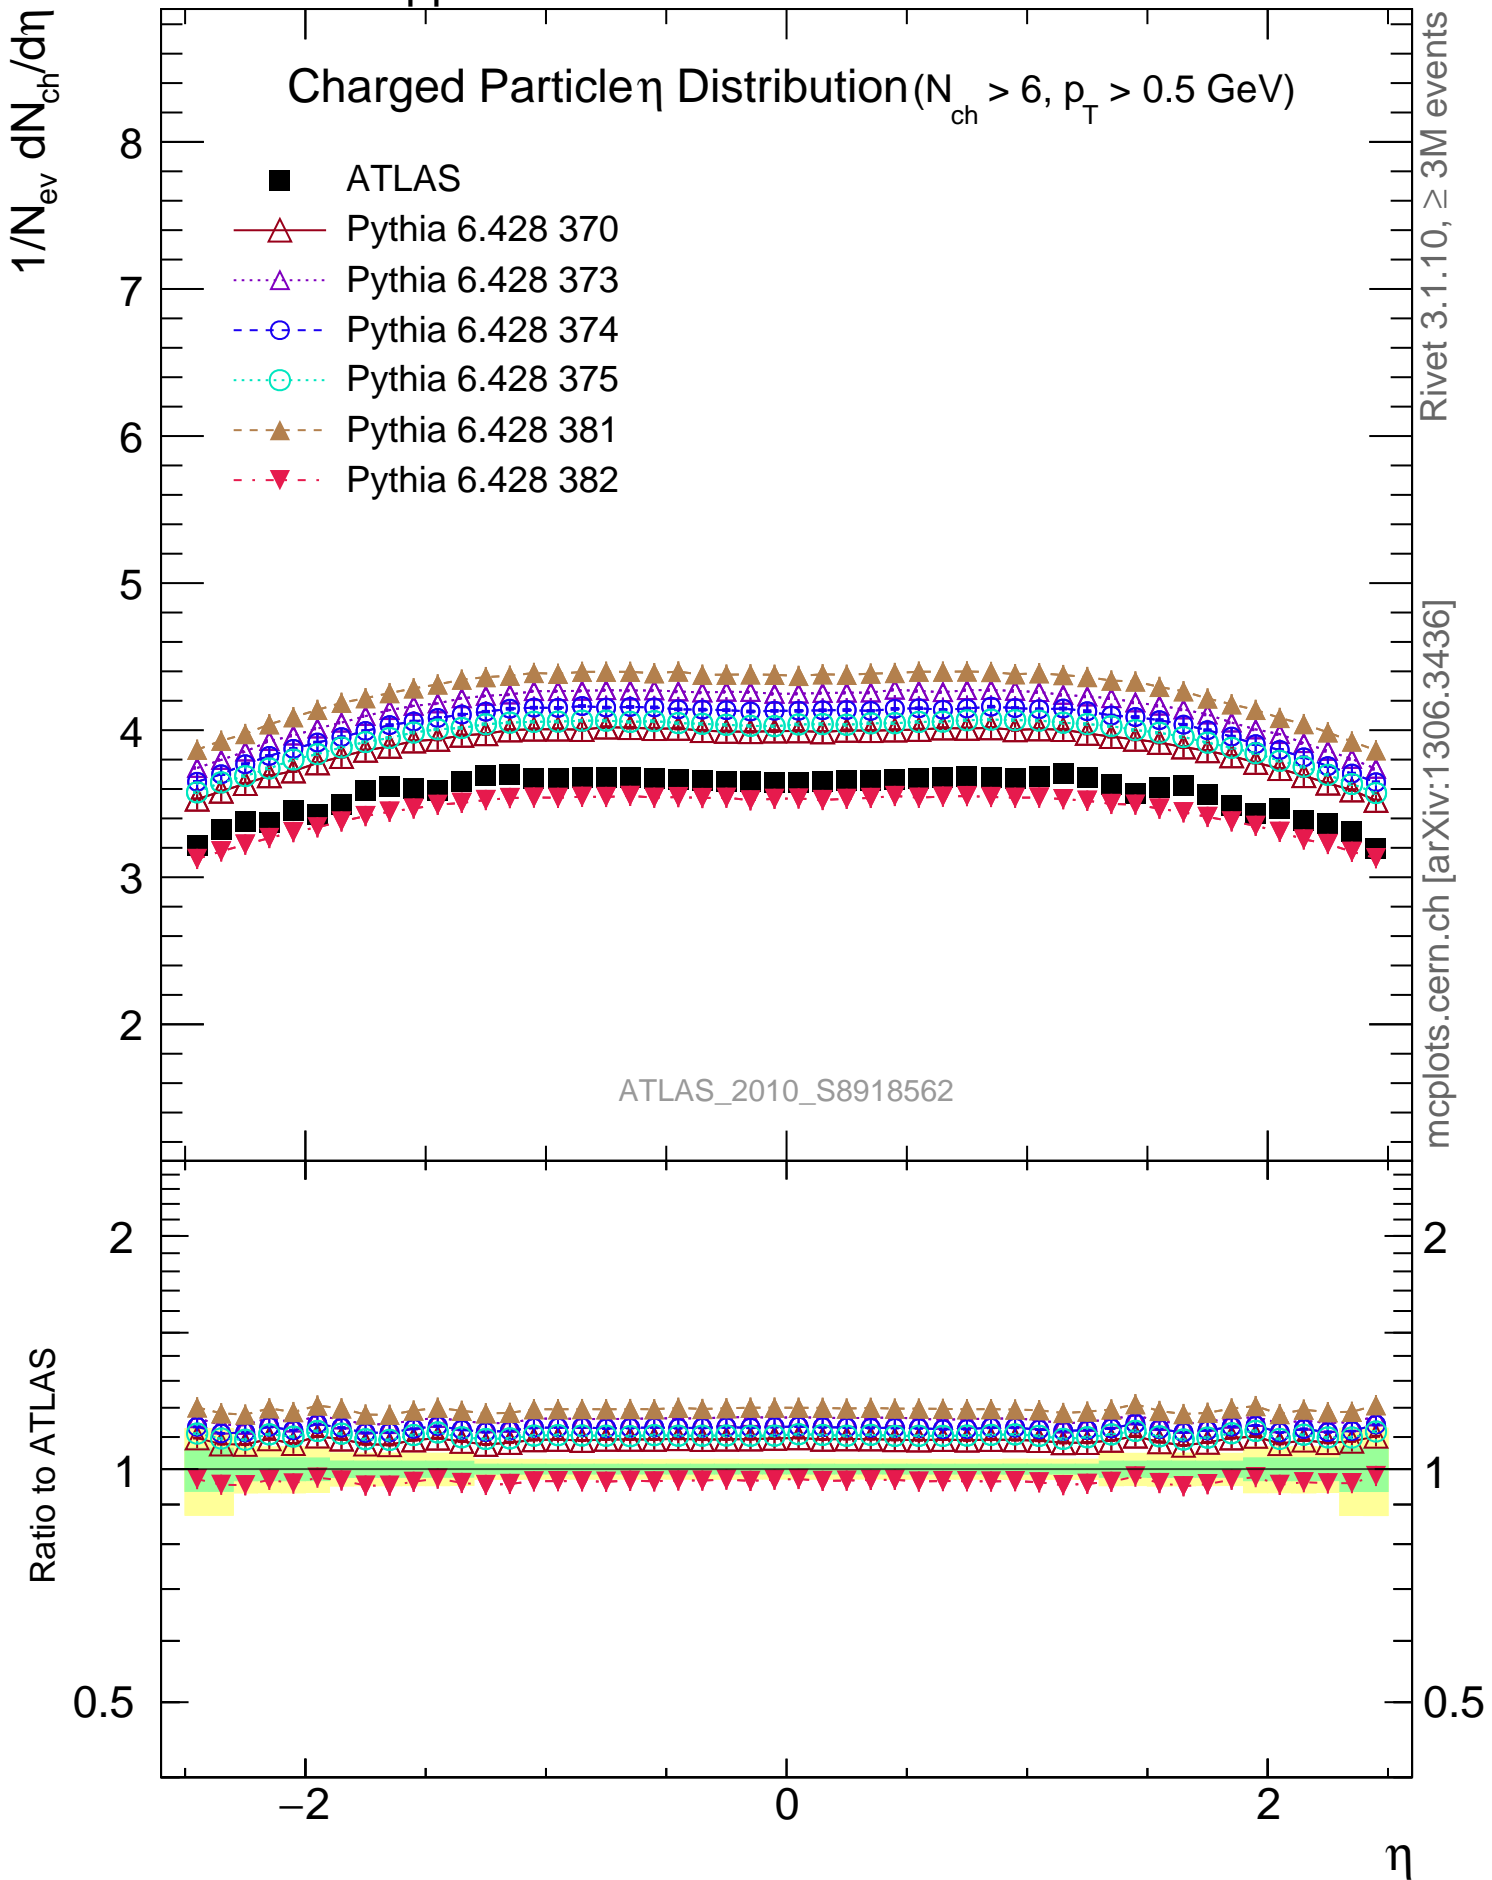 pp
Charged Particle η Distribution (N_ch > 6, p_T > 0.5 GeV)
1/N_ev dN_ch/dη
ATLAS
Pythia 6.428 370
Pythia 6.428 373
Pythia 6.428 374
Pythia 6.428 375
Pythia 6.428 381
Pythia 6.428 382
8
7
6
5
4
3
2
ATLAS_2010_S8918562
Rivet 3.1.10, ≥ 3M events
mcplots.cern.ch [arXiv:1306.3436]
Ratio to ATLAS
2
1
0.5
2
1
0.5
−2
0
2
η